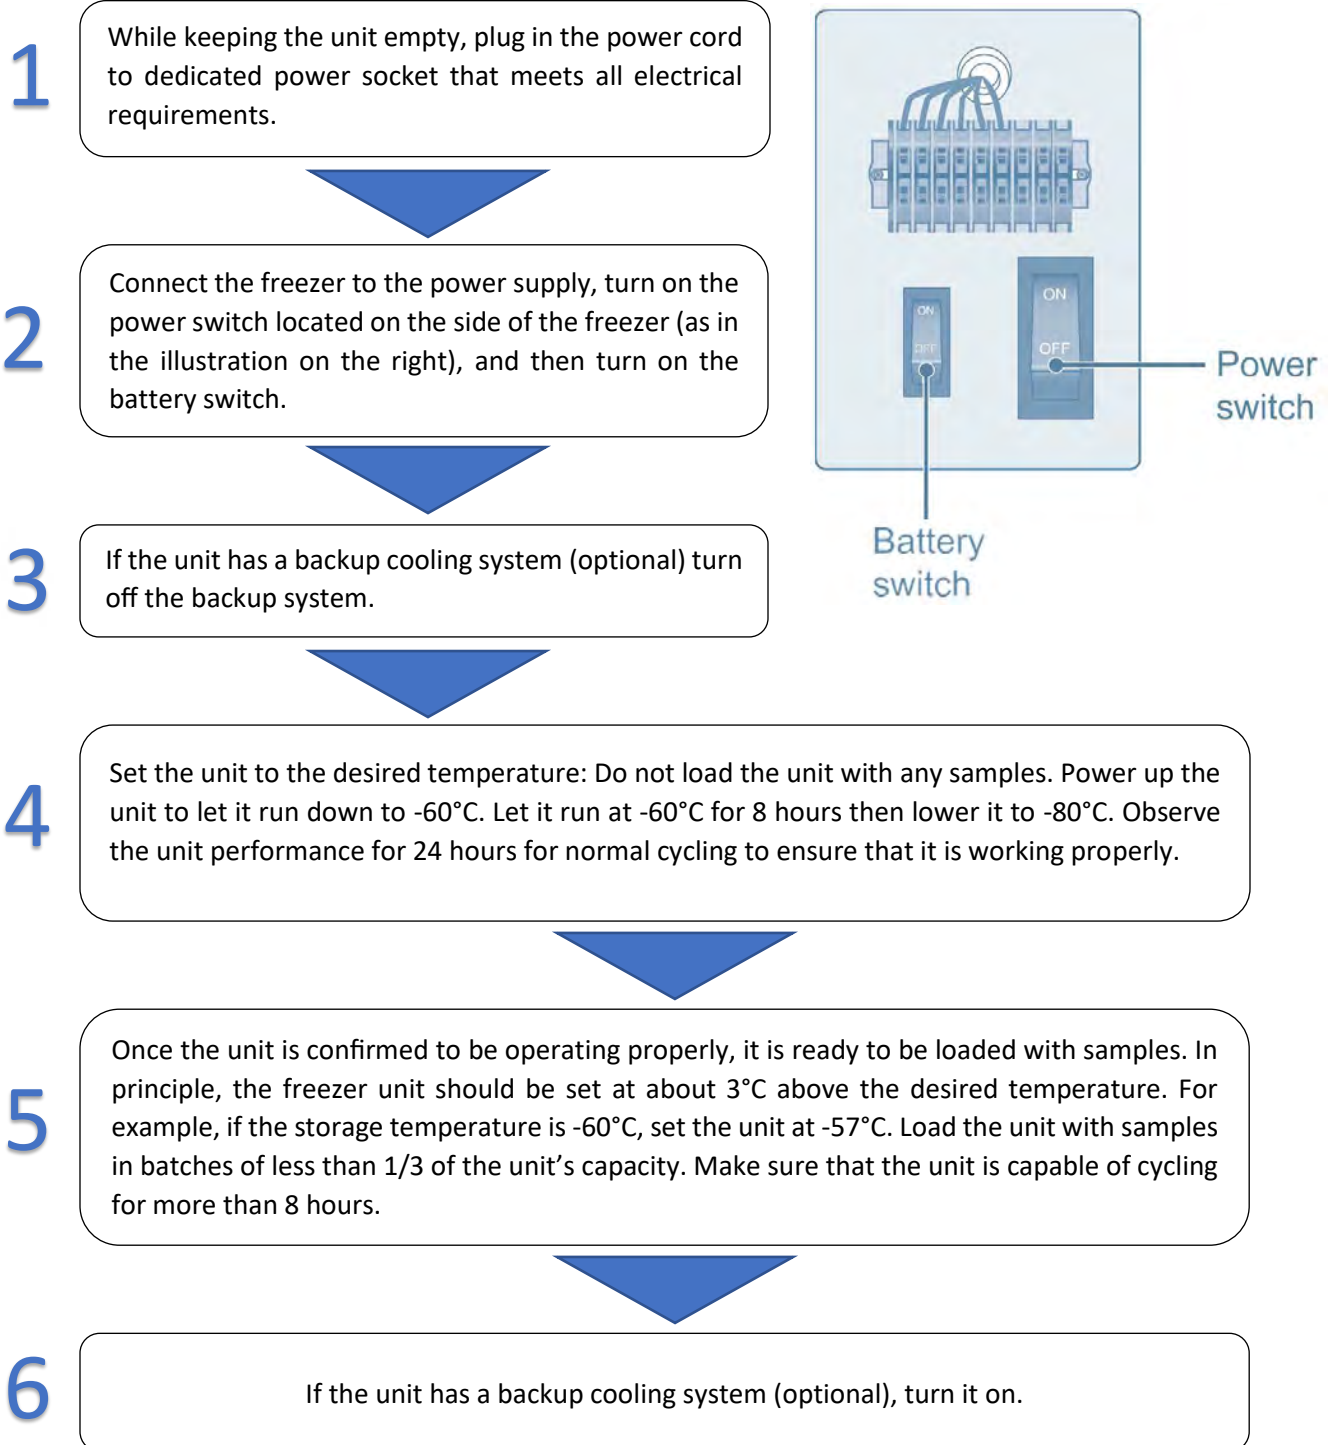 1
While keeping the unit empty, plug in the power cord
to dedicated power socket that meets all electrical
requirements.
2
Connect the freezer to the power supply, turn on the
power switch located on the side of the freezer (as in
the illustration on the right), and then turn on the
battery switch.
ON
OFF
ON
OFF
Power
switch
Battery
switch
3
If the unit has a backup cooling system (optional) turn
off the backup system.
4
Set the unit to the desired temperature: Do not load the unit with any samples. Power up the
unit to let it run down to -60°C. Let it run at -60°C for 8 hours then lower it to -80°C. Observe
the unit performance for 24 hours for normal cycling to ensure that it is working properly.
5
Once the unit is confirmed to be operating properly, it is ready to be loaded with samples. In
principle, the freezer unit should be set at about 3°C above the desired temperature. For
example, if the storage temperature is -60°C, set the unit at -57°C. Load the unit with samples
in batches of less than 1/3 of the unit’s capacity. Make sure that the unit is capable of cycling
for more than 8 hours.
6
If the unit has a backup cooling system (optional), turn it on.